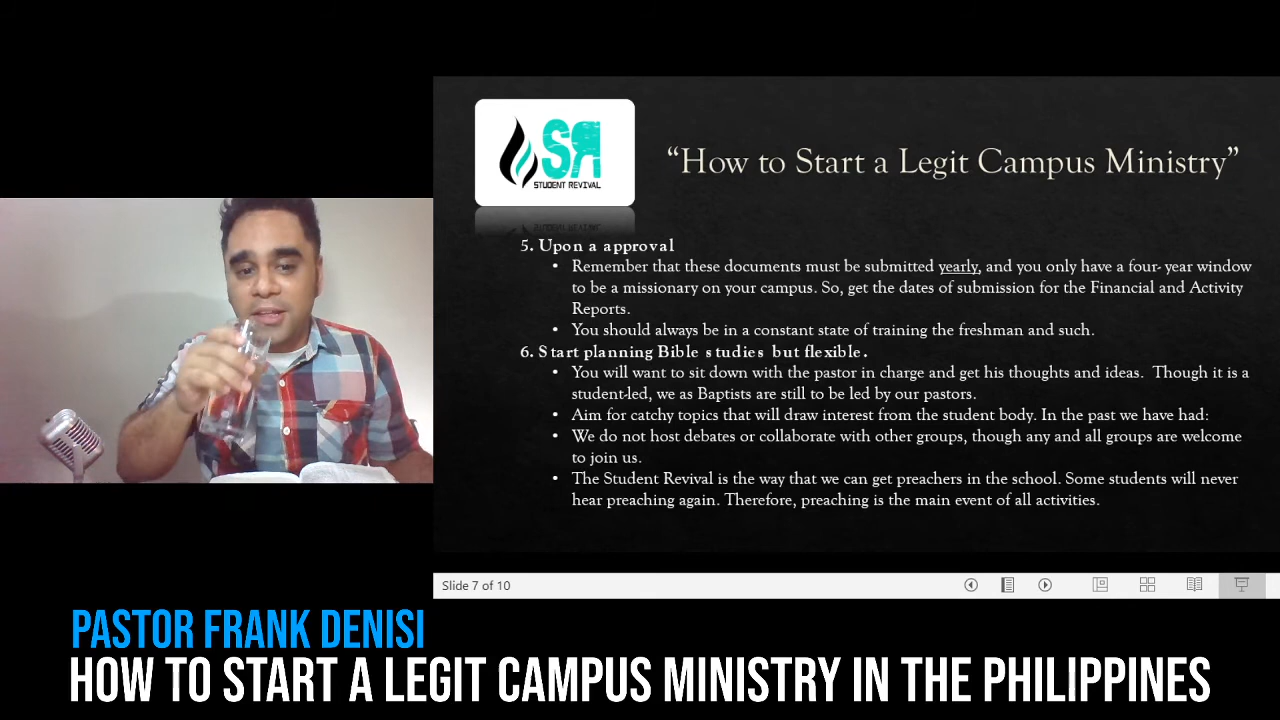 SR
STUDENT REVIVAL
“How to Start a Legit Campus Ministry”
5. Upon a approval
• Remember that these documents must be submitted yearly, and you only have a four- year window
to be a missionary on your campus. So, get the dates of submission for the Financial and Activity
Reports.
• You should always be in a constant state of training the freshman and such.
6. Start planning Bible studies but flexible.
• You will want to sit down with the pastor in charge and get his thoughts and ideas. Though it is a
student-led, we as Baptists are still to be led by our pastors.
• Aim for catchy topics that will draw interest from the student body. In the past we have had:
• We do not host debates or collaborate with other groups, though any and all groups are welcome
to join us.
• The Student Revival is the way that we can get preachers in the school. Some students will never
hear preaching again. Therefore, preaching is the main event of all activities.
Slide 7 of 10
PASTOR FRANK DENISI
HOW TO START A LEGIT CAMPUS MINISTRY IN THE PHILIPPINES